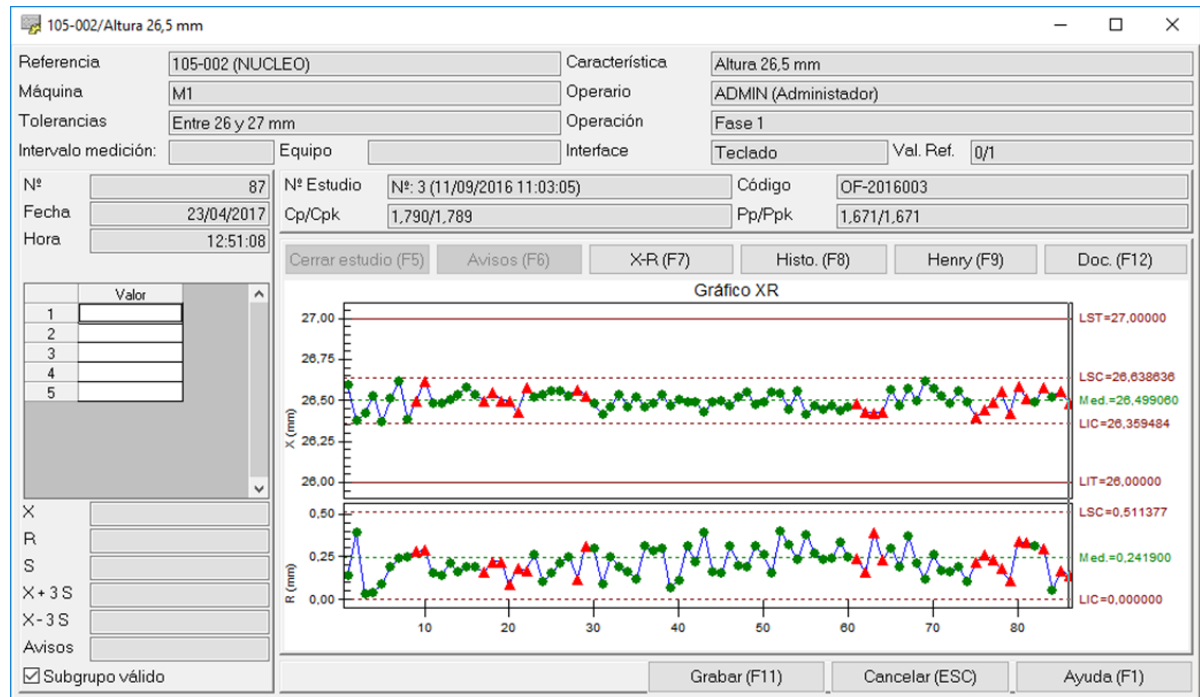 105-002/Altura 26,5 mm
Referencia 105-002 (NUCLEO) Característica Altura 26,5 mm
Máquina M1 Operario ADMIN (Administador)
Tolerancias Entre 26 y 27 mm Operación Fase 1
Intervalo medición: Equipo Interface Teclado Val. Ref. 0/1
Nº 87 Nº Estudio Nº: 3 (11/09/2016 11:03:05) Código OF-2016003
Fecha 23/04/2017 Cp/Cpk 1,790/1,789 Pp/Ppk 1,671/1,671
Hora 12:51:08
Cerrar estudio (F5) Avisos (F6) X-R (F7) Histo. (F8) Henry (F9) Doc. (F12)
Valor
1
2
3
4
5
Gráfico XR
27,00 LST=27,00000
26,75
LSC=26,638636
26,50 Med.=26,499060
LIC=26,359484
26,25
26,00 LIT=26,00000
X (mm)
0,50 LSC=0,511377
0,25 Med.=0,241900
0,00 LIC=0,000000
R (mm)
10 20 30 40 50 60 70 80
X
R
S
X + 3 S
X - 3 S
Avisos
Subgrupo válido
Grabar (F11) Cancelar (ESC) Ayuda (F1)